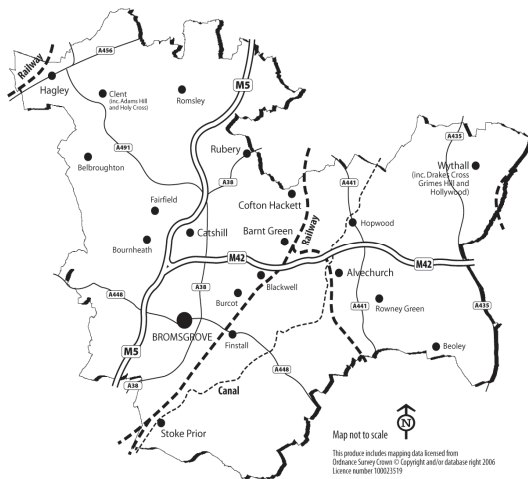 A456
Railway
Hagley
Clent
(inc. Adams Hill
and Holy Cross)
Romsley
M5
A435
A491
Rubery
Belbroughton
A38
A441
Wythall
(inc. Drakes Cross
Grimes Hill and
Hollywood)
Cofton Hackett
Fairfield
Railway
Hopwood
Catshill
Barnt Green
Bournheath
M42
M42
Alvechurch
Blackwell
A448
A38
Burcot
Rowney Green
A441
A435
BROMSGROVE
Finstall
M5
Beoley
A448
A38
Canal
Stoke Prior
N
Map not to scale
This produce includes mapping data licensed from
Ordnance Survey Crown © Copyright and/or database right 2006
Licence number 100023519